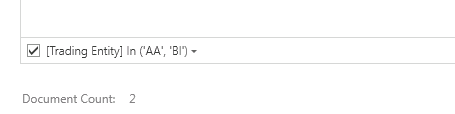 [Trading Entity] In ('AA', 'BI')
Document Count: 2